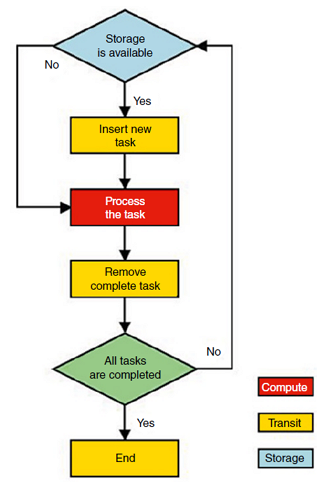 Storage
is available
No
Yes
Insert new
task
Process
the task
Remove
complete task
All tasks
are completed
No
Yes
End
Compute
Transit
Storage